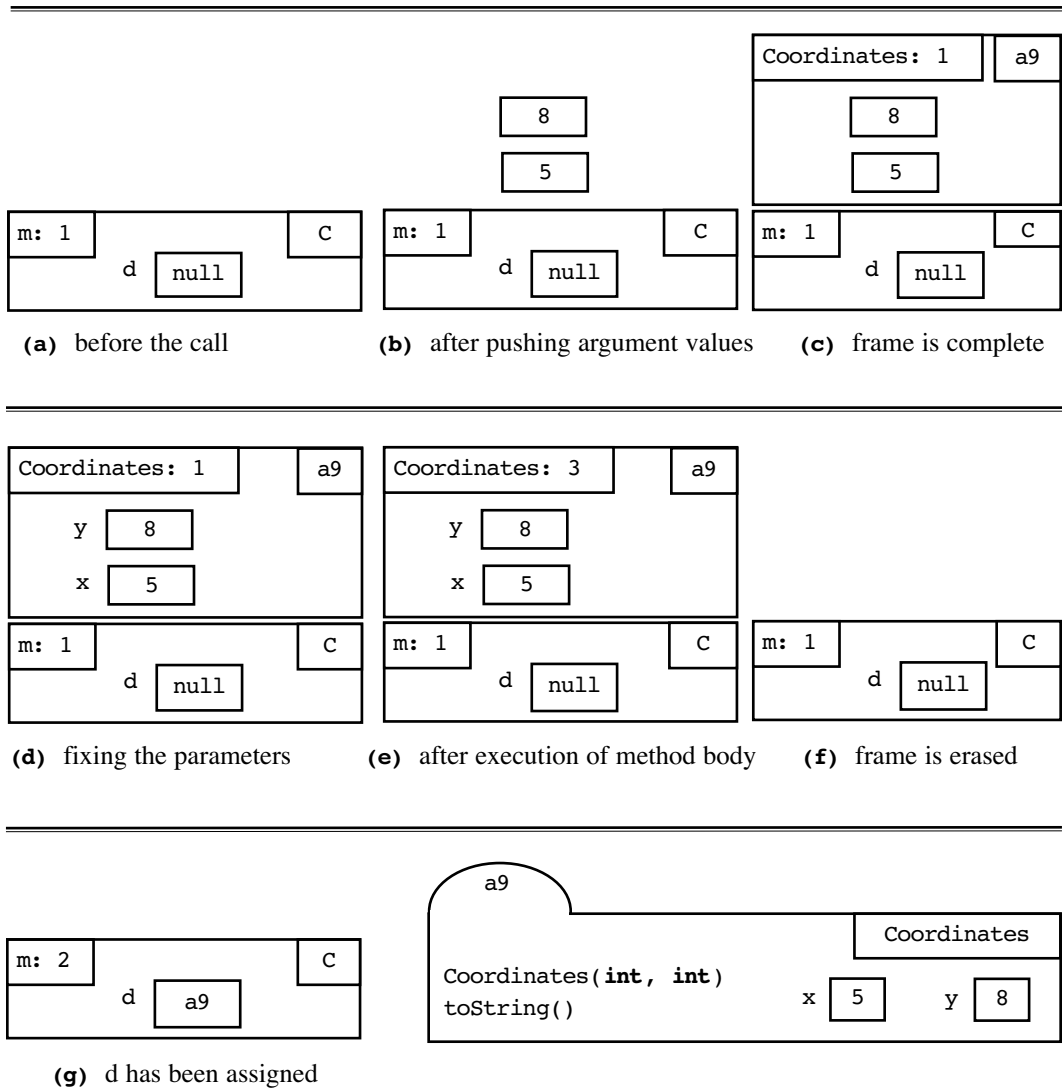 Coordinates: 1 a9
8 8
5 5
m: 1 C m: 1 C m: 1 C
d null d null d null
(a) before the call (b) after pushing argument values (c) frame is complete
Coordinates: 1 a9 Coordinates: 3 a9
y 8 y 8
x 5 x 5
m: 1 C m: 1 C m: 1 C
d null d null d null
(d) fixing the parameters (e) after execution of method body (f) frame is erased
a9
Coordinates
m: 2 C
Coordinates(int, int)
d a9 x 5 y 8
toString()
(g) d has been assigned